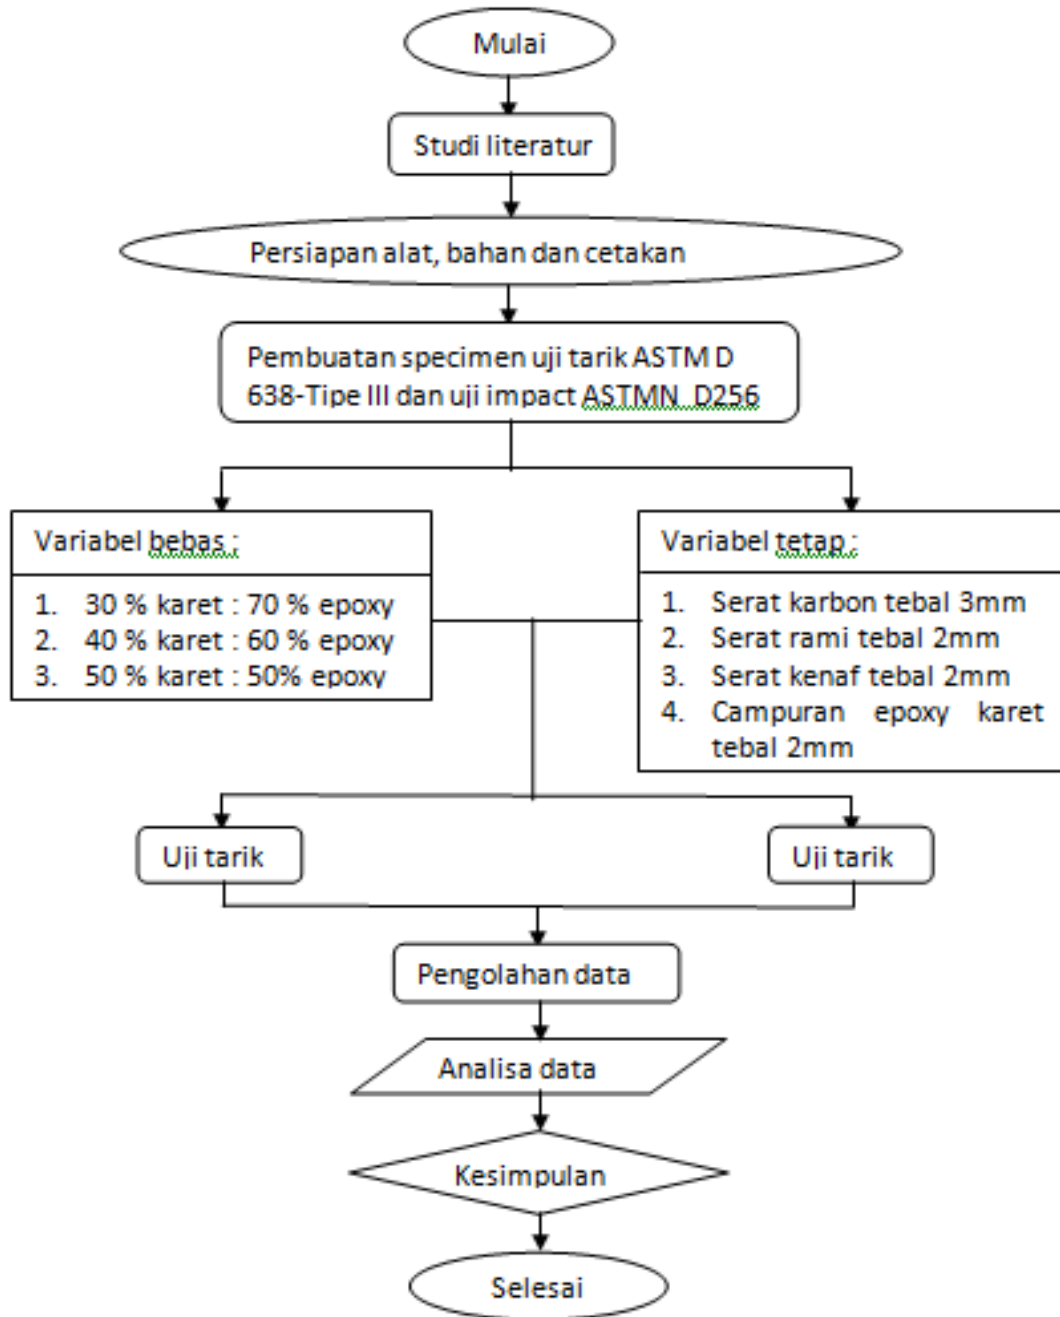 Mulai
Studi literatur
Persiapan alat, bahan dan cetakan
Pembuatan specimen uji tarik ASTM D
638-Tipe III dan uji impact ASTMN D256
Variabel bebas :
1. 30 % karet : 70 % epoxy
2. 40 % karet : 60 % epoxy
3. 50 % karet : 50% epoxy
Variabel tetap :
1. Serat karbon tebal 3mm
2. Serat rami tebal 2mm
3. Serat kenaf tebal 2mm
4. Campuran epoxy karet
tebal 2mm
Uji tarik
Uji tarik
Pengolahan data
Analisa data
Kesimpulan
Selesai